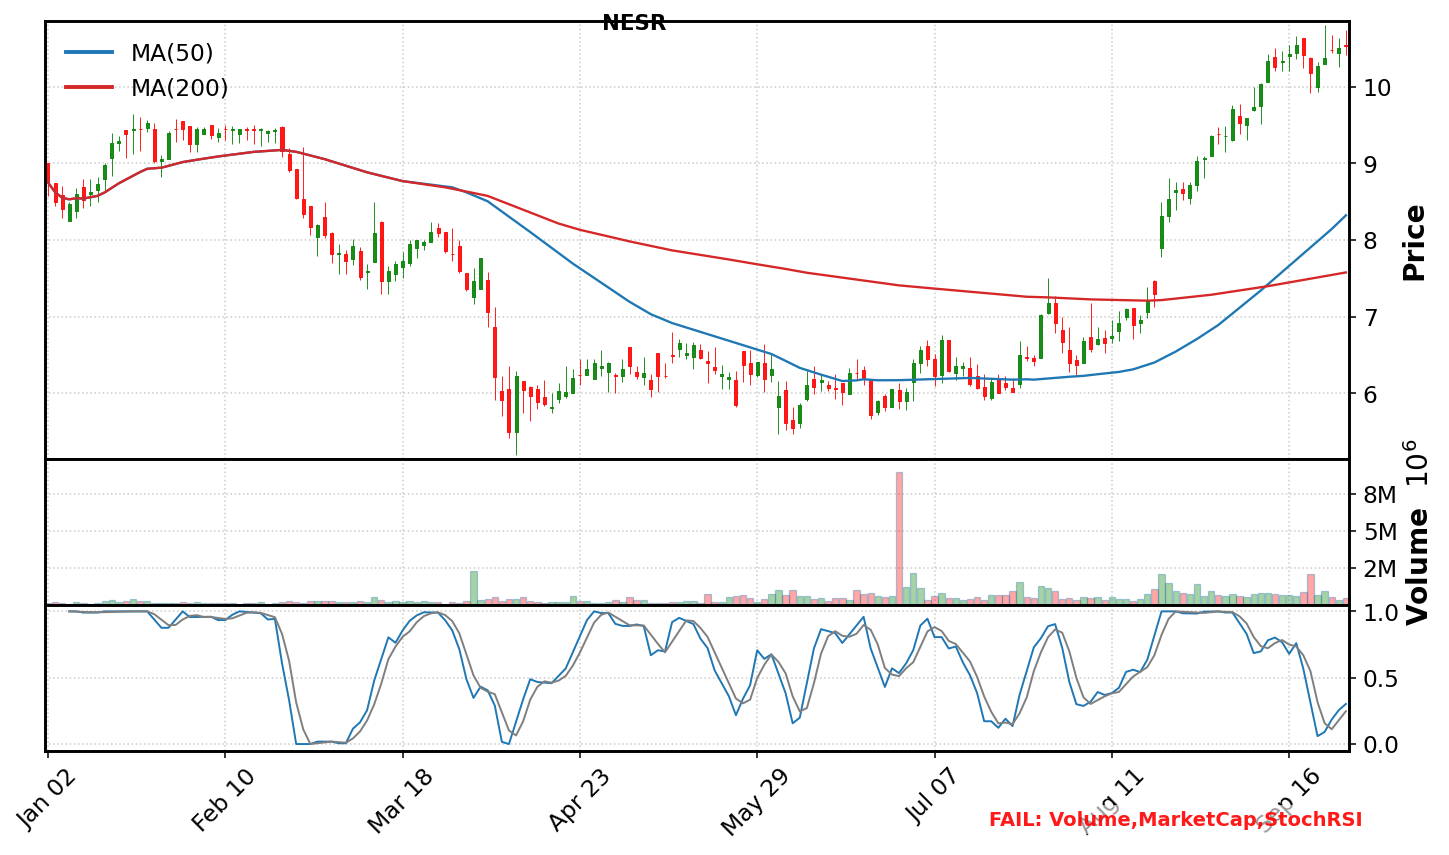 NESR
MA(50)
MA(200)
10
9
8
7
6
Price
10^6
8M
5M
2M
Volume
1.0
0.5
0.0
Jan 02
Feb 10
Mar 18
Apr 23
May 29
Jul 07
Aug 11
Sep 16
FAIL: Volume,MarketCap,StochRSI